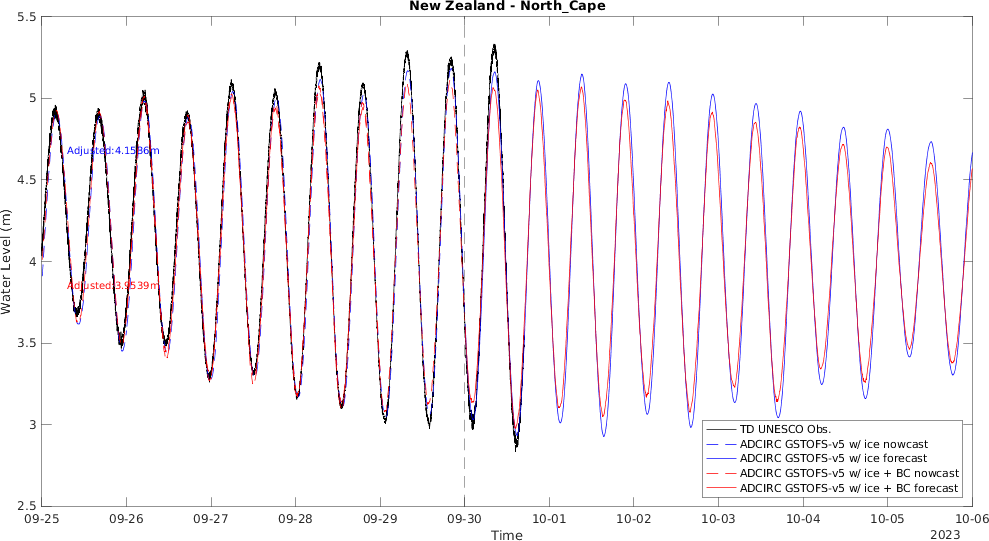 New Zealand - North_Cape
5.5
5
4.5
4
3.5
3
2.5
Water Level (m)
Adjusted:4.1586m
Adjusted:3.9539m
TD UNESCO Obs.
ADCIRC GSTOFS-v5 w/ ice nowcast
ADCIRC GSTOFS-v5 w/ ice forecast
ADCIRC GSTOFS-v5 w/ ice + BC nowcast
ADCIRC GSTOFS-v5 w/ ice + BC forecast
09-25 09-26 09-27 09-28 09-29 09-30 10-01 10-02 10-03 10-04 10-05 10-06
Time
2023